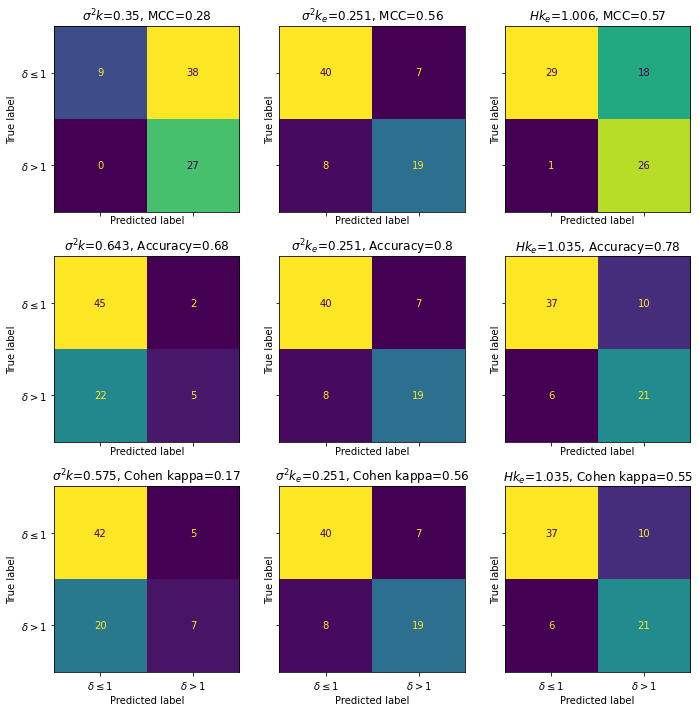 σ²k=0.35, MCC=0.28
σ²kₑ=0.251, MCC=0.56
Hkₑ=1.006, MCC=0.57
True label
δ ≤ 1
δ > 1
9
38
0
27
Predicted label
True label
40
7
8
19
Predicted label
True label
29
18
1
26
Predicted label
σ²k=0.643, Accuracy=0.68
σ²kₑ=0.251, Accuracy=0.8
Hkₑ=1.035, Accuracy=0.78
True label
δ ≤ 1
δ > 1
45
2
22
5
Predicted label
True label
40
7
8
19
Predicted label
True label
37
10
6
21
Predicted label
σ²k=0.575, Cohen kappa=0.17
σ²kₑ=0.251, Cohen kappa=0.56
Hkₑ=1.035, Cohen kappa=0.55
True label
δ ≤ 1
δ > 1
42
5
20
7
δ ≤ 1
δ > 1
Predicted label
True label
40
7
8
19
δ ≤ 1
δ > 1
Predicted label
True label
37
10
6
21
δ ≤ 1
δ > 1
Predicted label